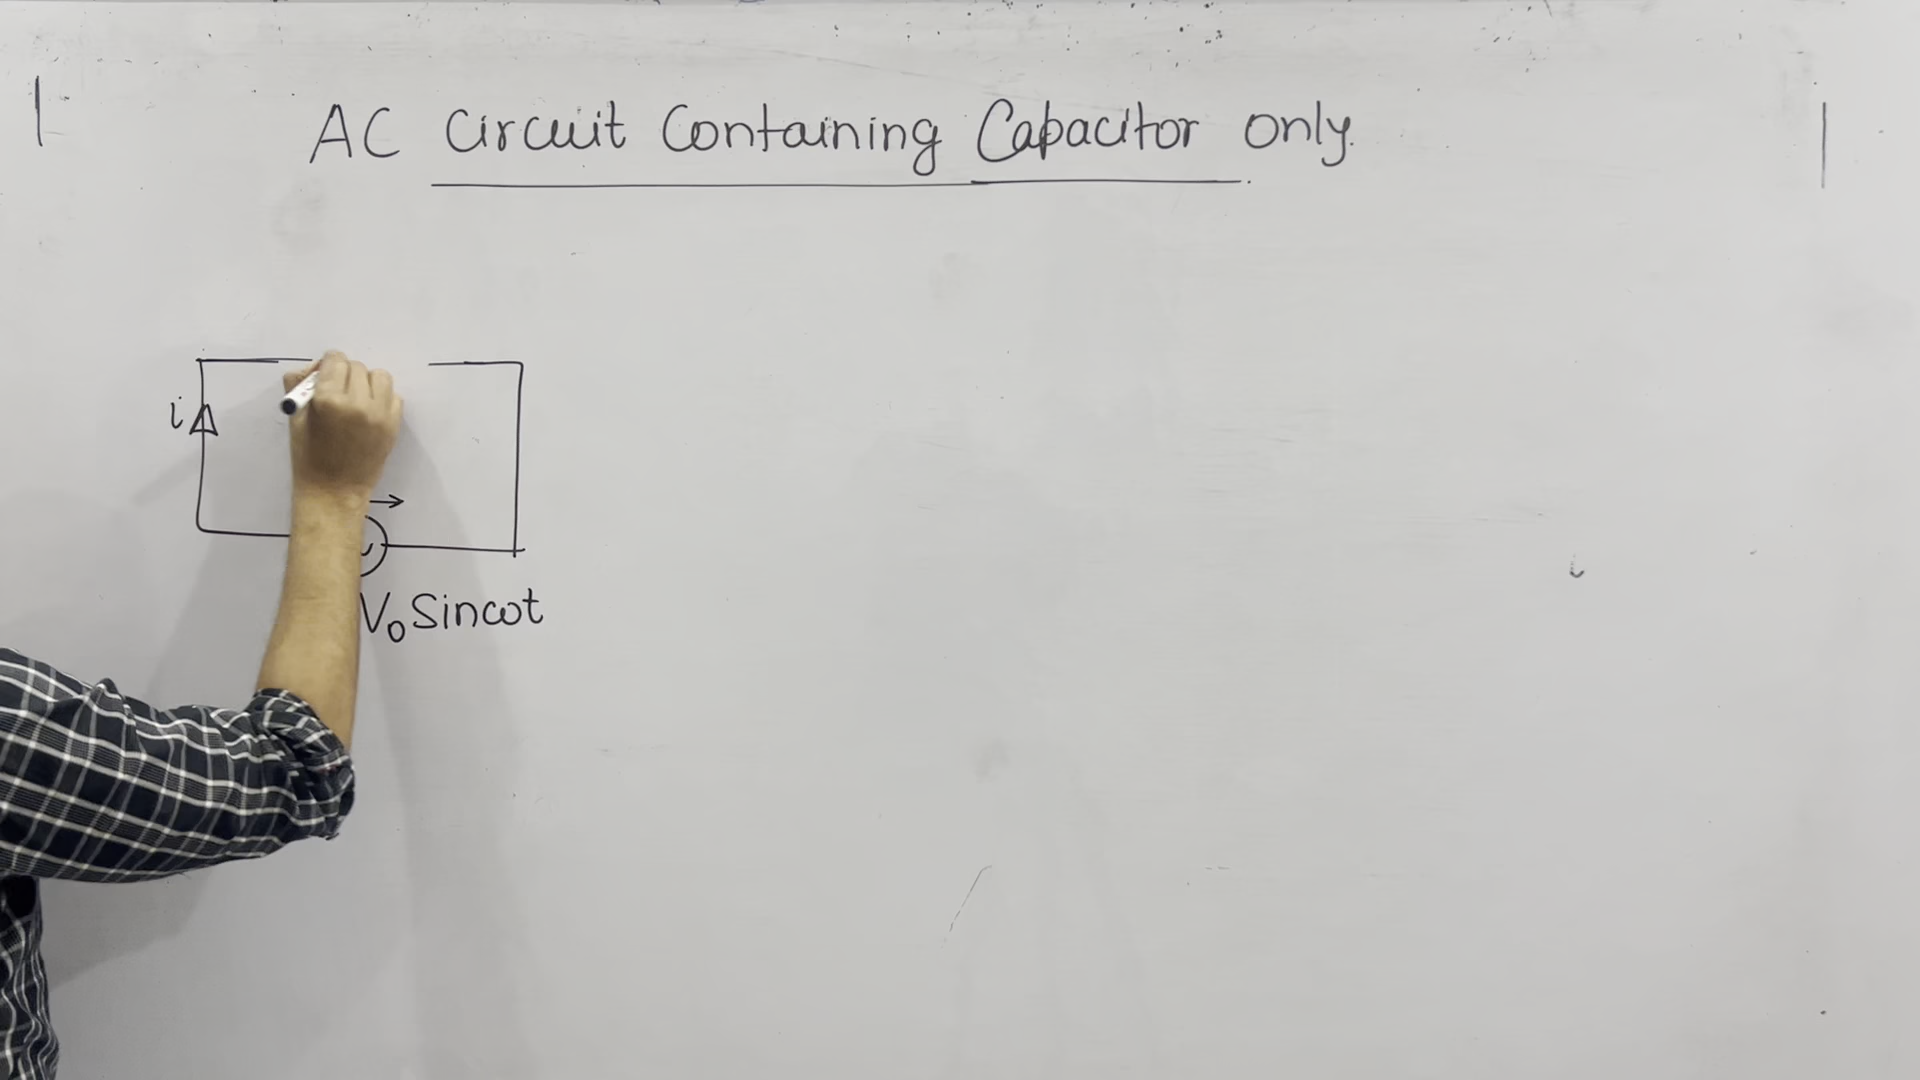 AC Circuit Containing Capacitor only.
i
V₀ Sinωt